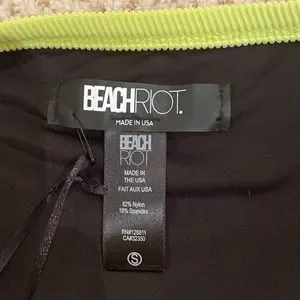 BEACHRIOT.
MADE IN USA
BEACH
RIOT
MADE IN
THE USA
FAIT AUX USA
82% Nylon
18% Spandex
RN#125811
CA#32350
S